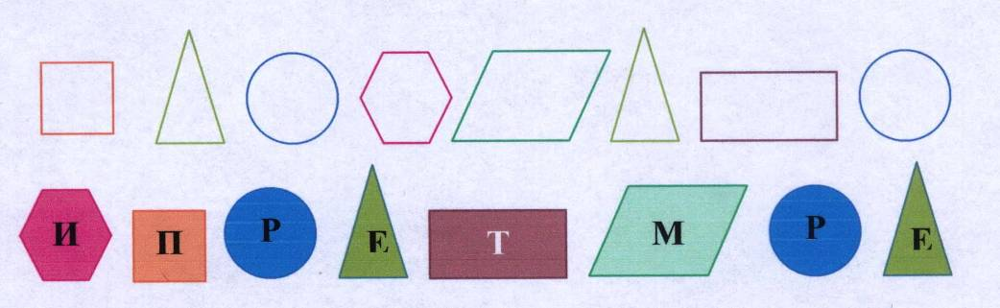 И П Р Е Т М Р Е